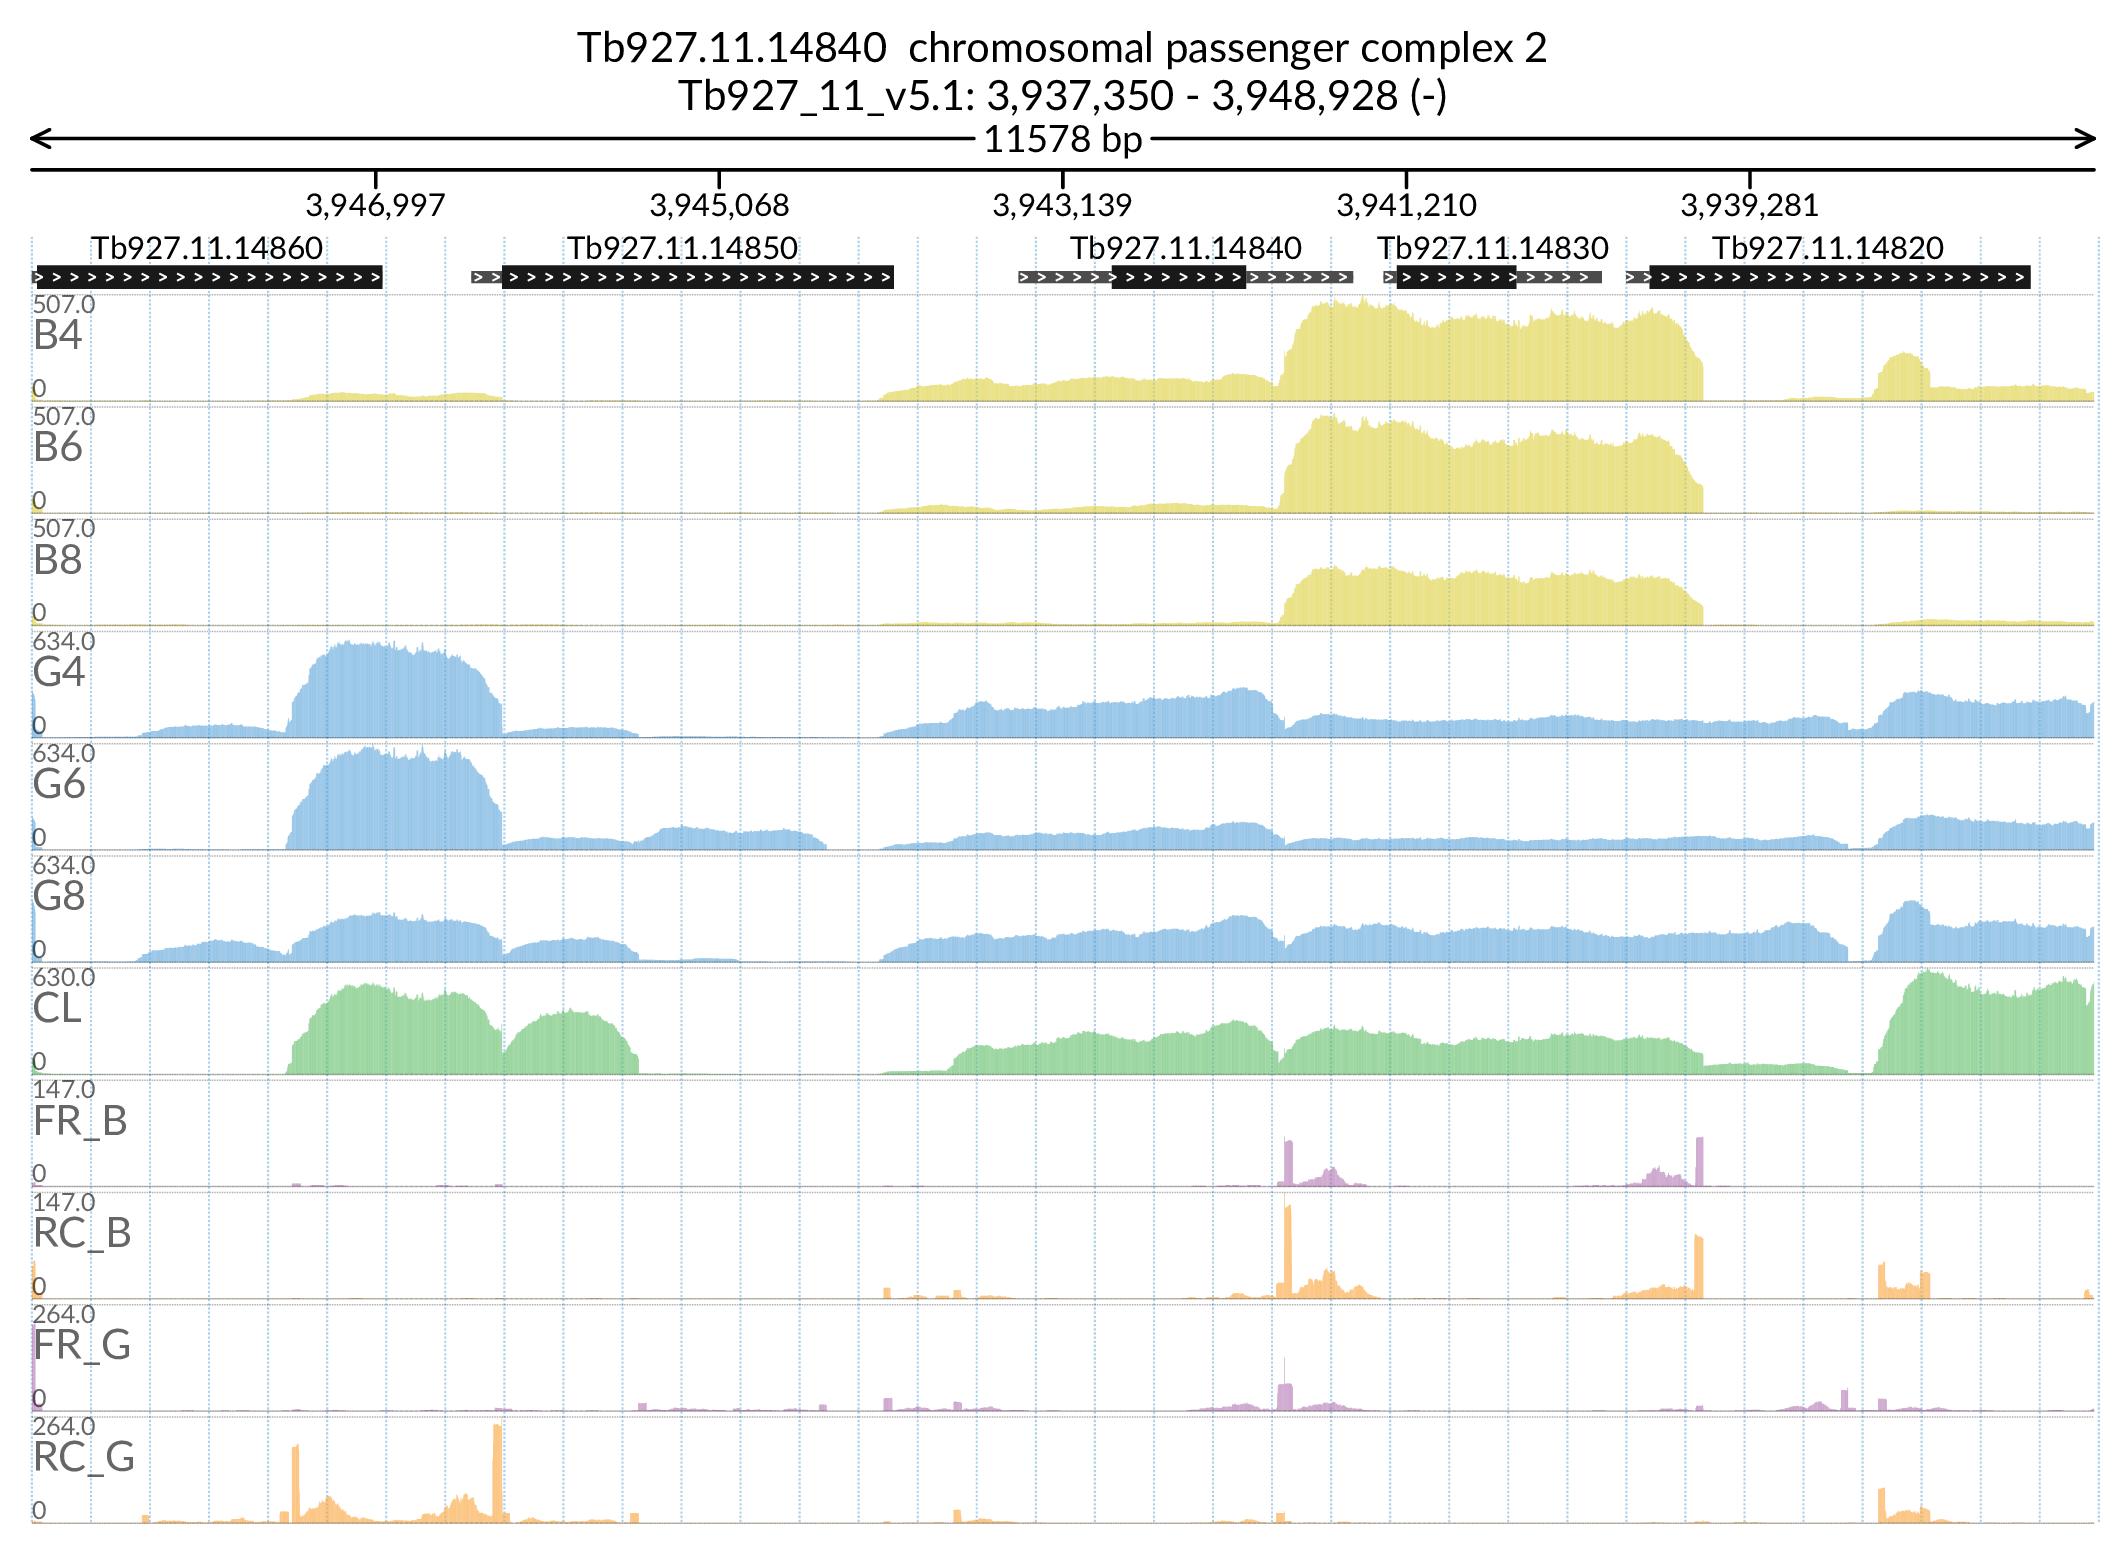 Tb927.11.14840 chromosomal passenger complex 2
Tb927_11_v5.1: 3,937,350 - 3,948,928 (-)
11578 bp
3,946,997 3,945,068 3,943,139 3,941,210 3,939,281
Tb927.11.14860 Tb927.11.14850 Tb927.11.14840 Tb927.11.14830 Tb927.11.14820
507.0
B4
0
507.0
B6
0
507.0
B8
0
634.0
G4
0
634.0
G6
0
634.0
G8
0
630.0
CL
0
147.0
FR_B
0
147.0
RC_B
0
264.0
FR_G
0
264.0
RC_G
0